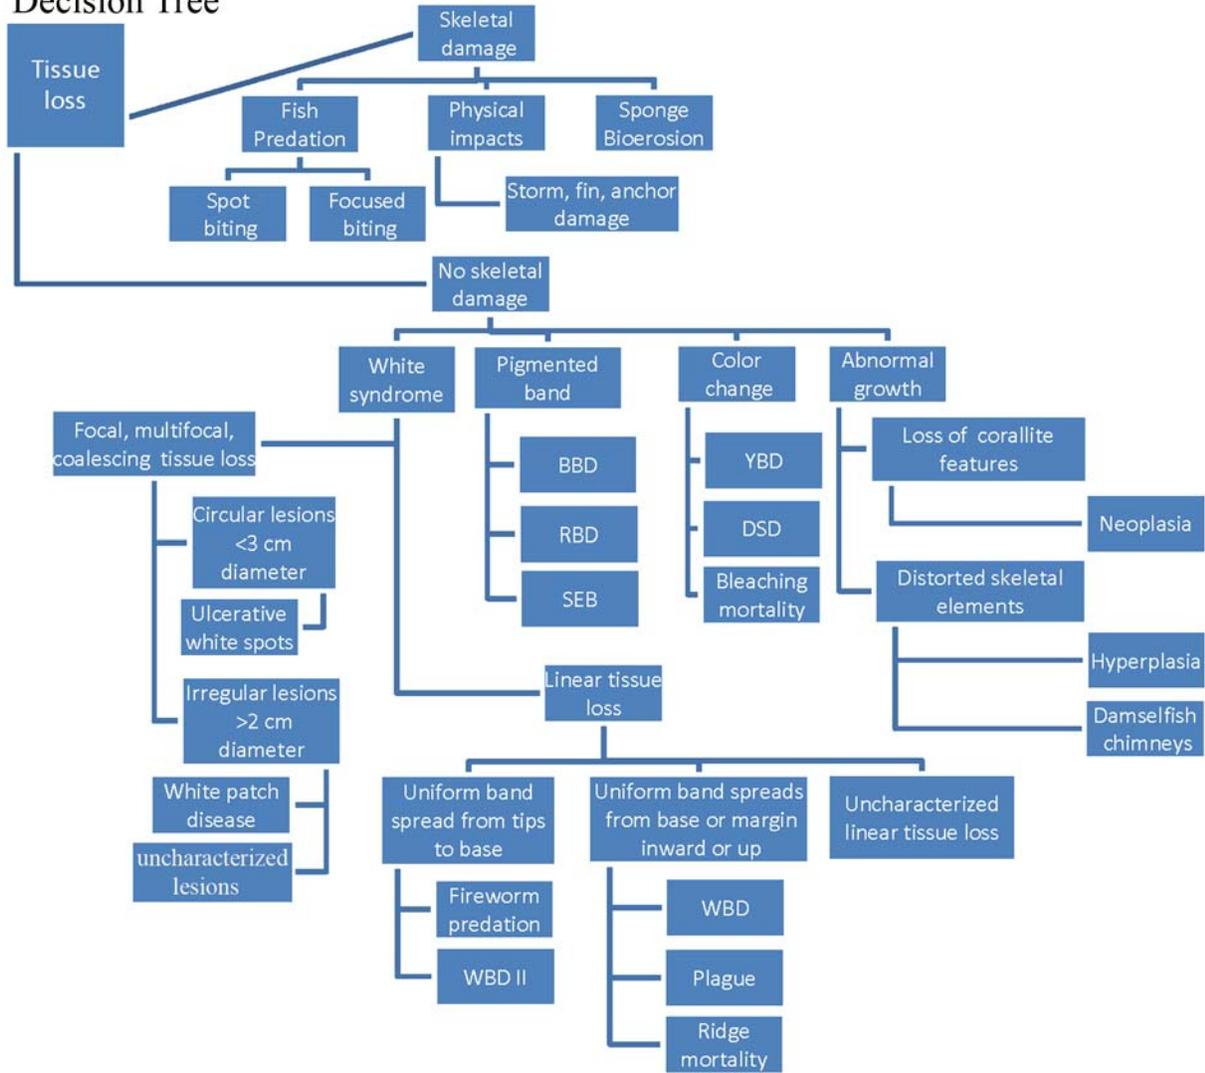 Decision Tree
Tissue
loss
Skeletal
damage
Fish
Predation
Physical
impacts
Sponge
Bioerosion
Spot
biting
Focused
biting
Storm, fin, anchor
damage
No skeletal
damage
White
syndrome
Pigmented
band
Color
change
Abnormal
growth
Focal, multifocal,
coalescing tissue loss
Circular lesions
<3 cm
diameter
Ulcerative
white spots
Irregular lesions
>2 cm
diameter
White patch
disease
uncharacterized
lesions
BBD
RBD
SEB
YBD
DSD
Bleaching
mortality
Loss of corallite
features
Neoplasia
Distorted skeletal
elements
Hyperplasia
Damselfish
chimneys
Linear tissue
loss
Uniform band
spread from tips
to base
Fireworm
predation
WBD II
Uniform band spreads
from base or margin
inward or up
WBD
Plague
Ridge
mortality
Uncharacterized
linear tissue loss